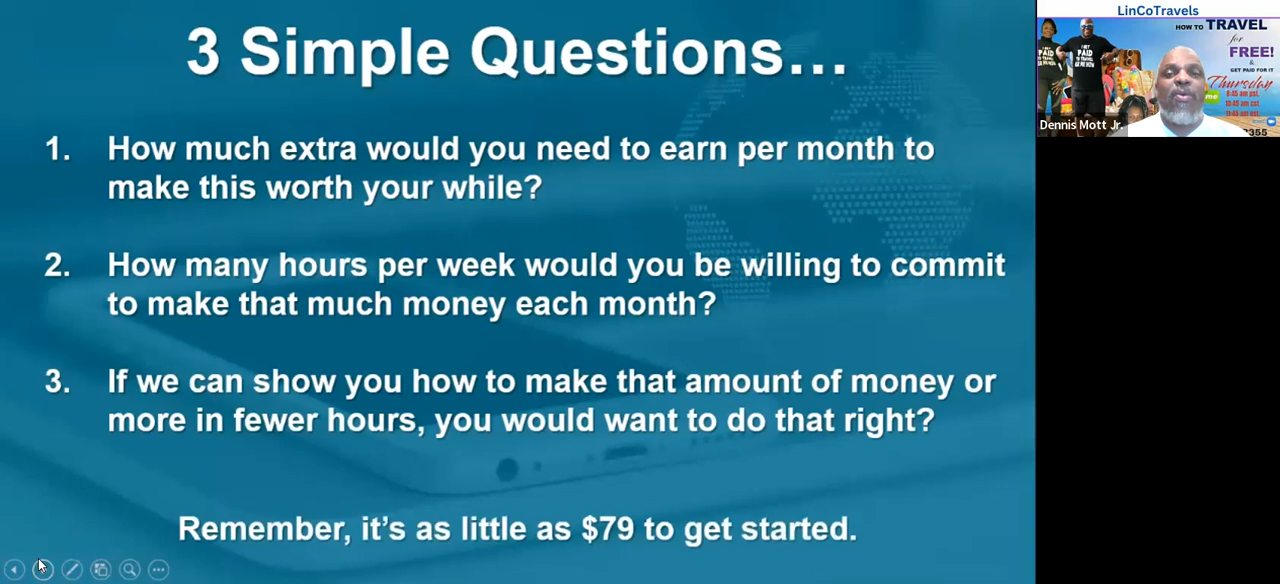 3 Simple Questions…
1. How much extra would you need to earn per month to
make this worth your while?
2. How many hours per week would you be willing to commit
to make that much money each month?
3. If we can show you how to make that amount of money or
more in fewer hours, you would want to do that right?
Remember, it's as little as $79 to get started.
LinCoTravels
HOW TO TRAVEL
for
FREE!
&
GET PAID FOR IT
Thursday
Dennis Mott Jr.